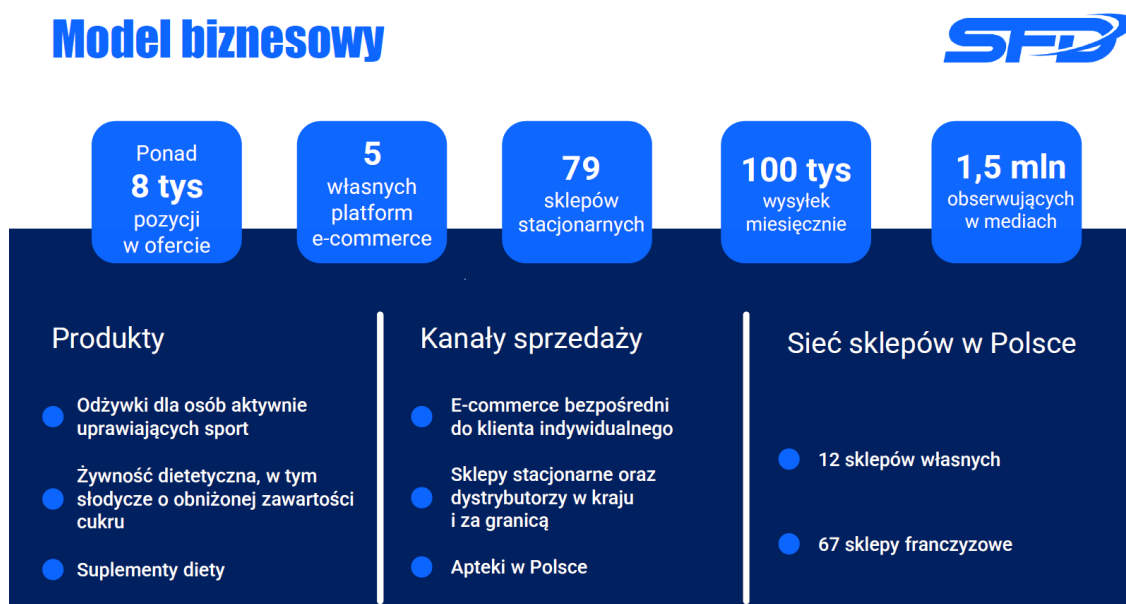 Model biznesowy
SFD
Ponad
8 tys
pozycji
w ofercie
5
własnych
platform
e-commerce
79
sklepów
stacjonarnych
100 tys
wysyłek
miesięcznie
1,5 mln
obserwujących
w mediach
Produkty
Odżywki dla osób aktywnie
uprawiających sport
Żywność dietetyczna, w tym
słodycze o obniżonej zawartości
cukru
Suplementy diety
Kanały sprzedaży
E-commerce bezpośredni
do klienta indywidualnego
Sklepy stacjonarne oraz
dystrybutorzy w kraju
i za granicą
Apteki w Polsce
Sieć sklepów w Polsce
12 sklepów własnych
67 sklepy franczyzowe